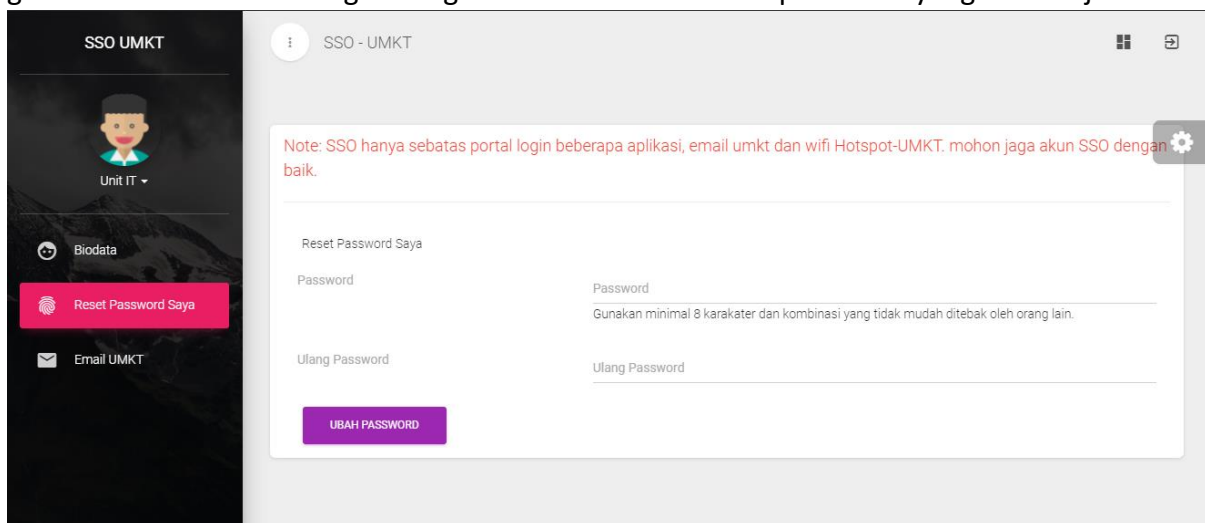 SSO UMKT
SSO - UMKT
Unit IT
Biodata
Reset Password Saya
Email UMKT
Note: SSO hanya sebatas portal login beberapa aplikasi, email umkt dan wifi Hotspot-UMKT. mohon jaga akun SSO dengan
baik.
Reset Password Saya
Password
Password
Gunakan minimal 8 karakater dan kombinasi yang tidak mudah ditebak oleh orang lain.
Ulang Password
Ulang Password
UBAH PASSWORD